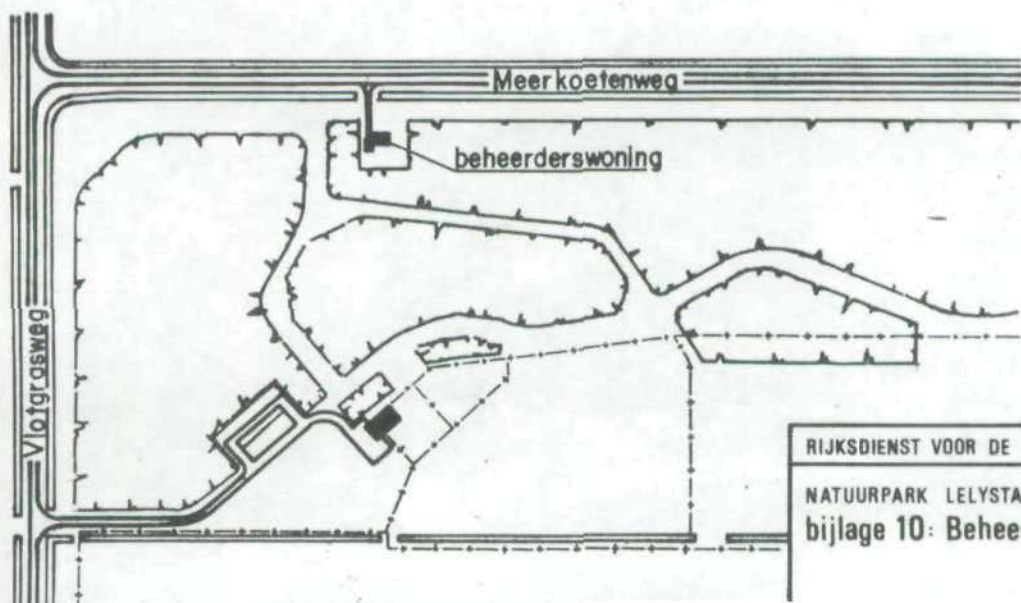 Meerkoetenweg
beheerderswoning
Vlotgrasweg
RIJKSDIENST VOOR DE
NATUURPARK LELYSTA
bijlage 10: Behee